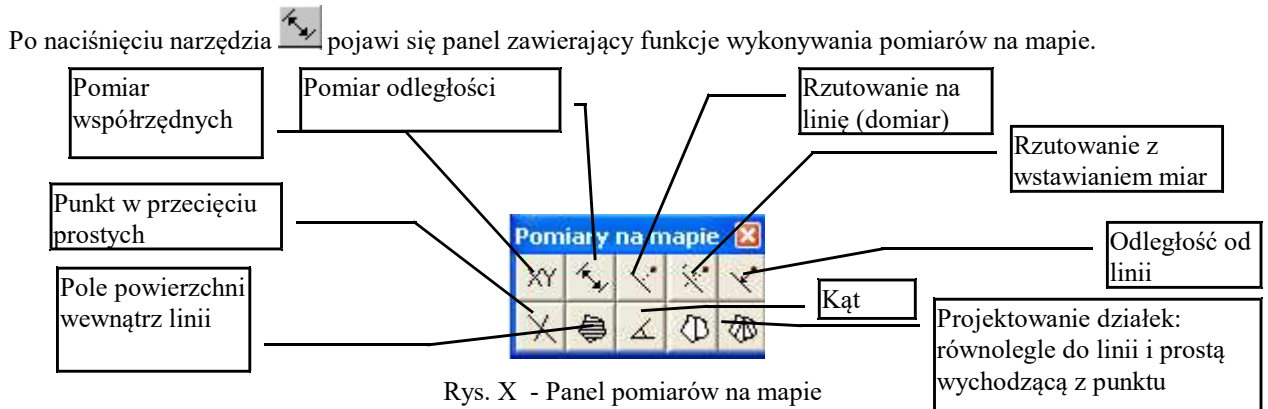 Po naciśnięciu narzędzia pojawi się panel zawierający funkcje wykonywania pomiarów na mapie.
Pomiar
współrzędnych
Pomiar odległości
Rzutowanie na
linię (domiar)
Rzutowanie z
wstawianiem miar
Punkt w przecięciu
prostych
Odległość od
linii
Pole powierzchni
wewnątrz linii
Pomiary na mapie
XY
Kąt
Projektowanie działek:
równolegle do linii i prostą
wychodzącą z punktu
Rys. X - Panel pomiarów na mapie